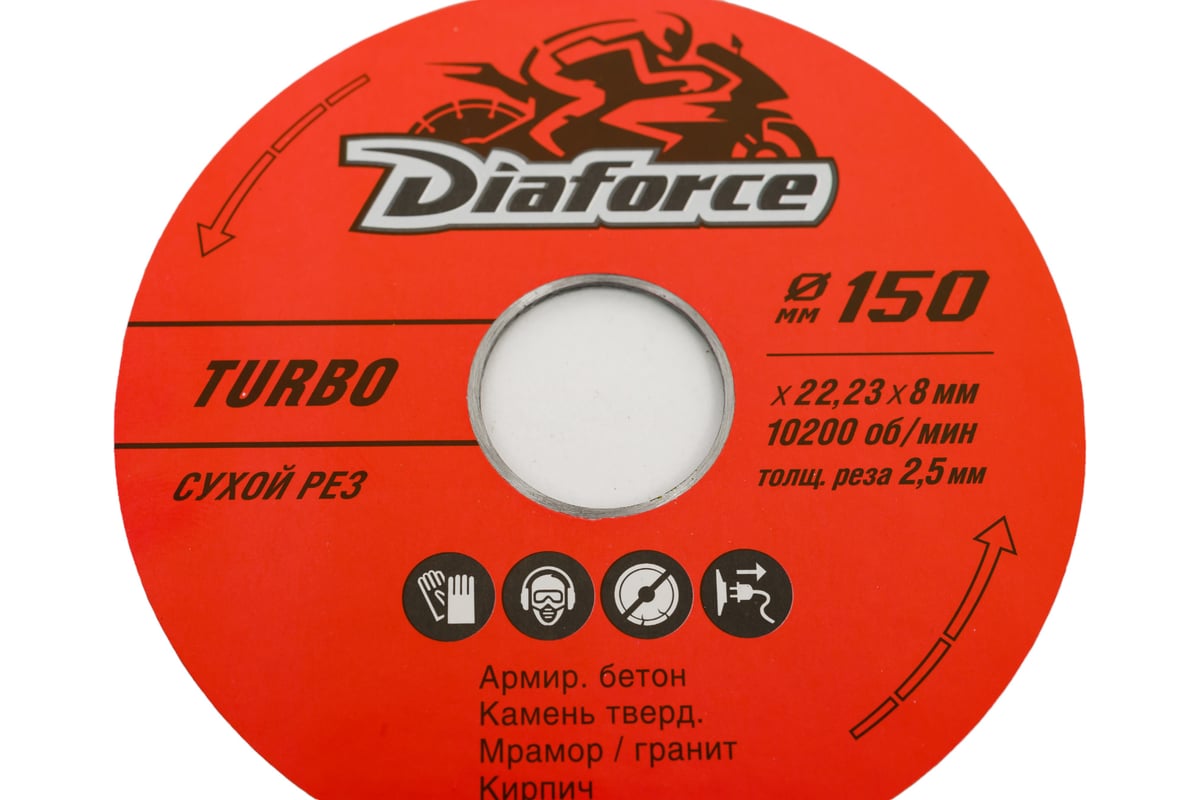 Diaforce
Ø 150
мм
TURBO
СУХОЙ РЕЗ
x 22,23 x 8 мм
10200 об/мин
толщ. реза 2,5 мм
Армир. бетон
Камень тверд.
Мрамор / гранит
Кирпич